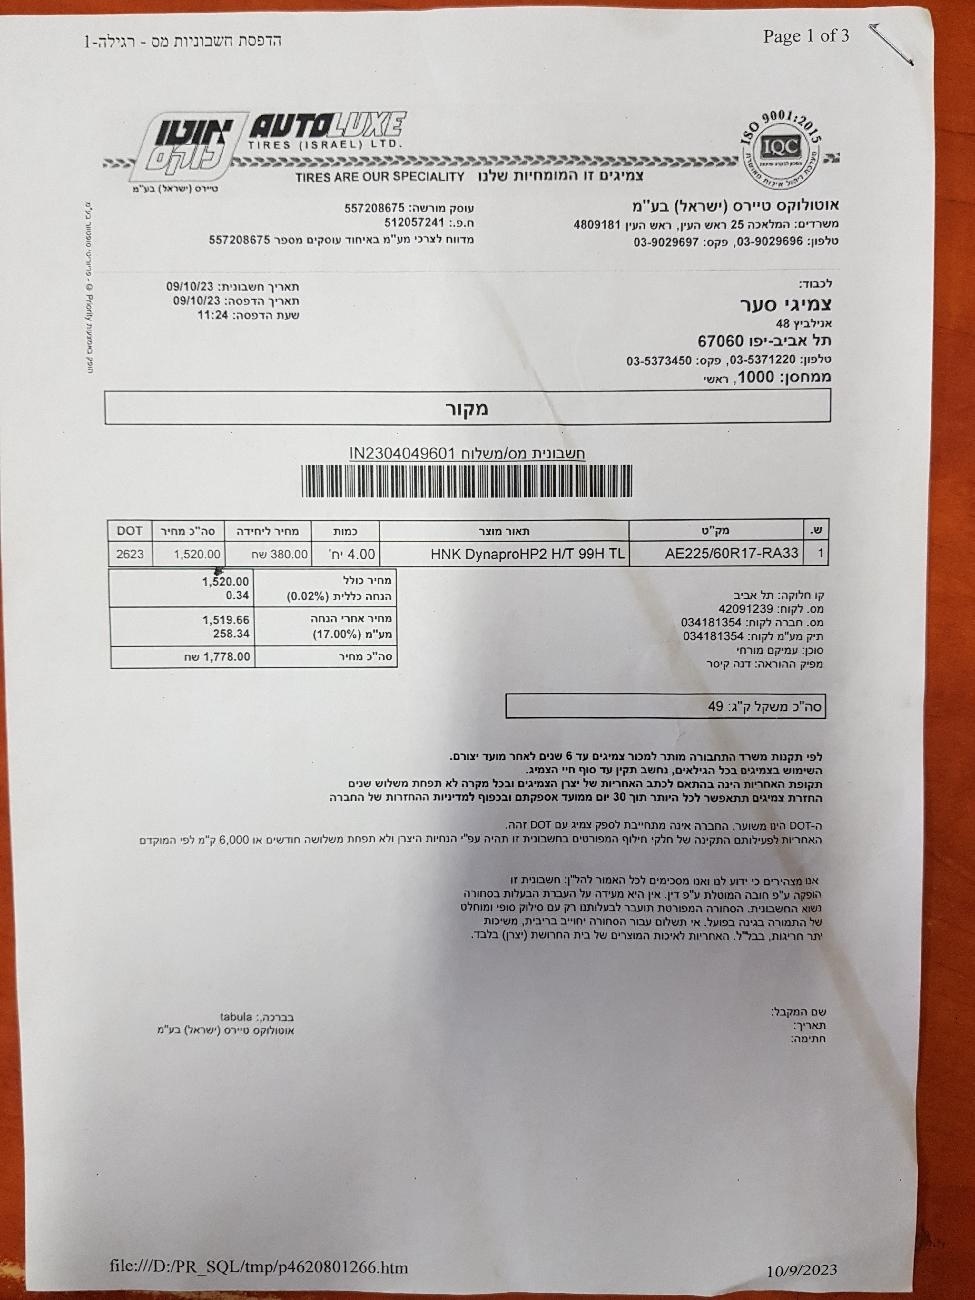 הדפסת חשבוניות מס - רגילה-1
Page 1 of 3
אוטו לוקס
AUTOLUXE
TIRES (ISRAEL) LTD.
טיירס (ישראל) בע"מ
צמיגים זו המומחיות שלנו TIRES ARE OUR SPECIALITY
ISO 9001:2015
IQC
אוטולוקס טיירס (ישראל) בע"מ
משרדים: המלאכה 25 ראש העין, ראש העין 4809181
טלפון: 03-9029696, פקס: 03-9029697
עוסק מורשה: 557208675
ח.פ.: 512057241
מדווח לצרכי מע"מ באיחוד עוסקים מספר 557208675
לכבוד:
צמיגי סער
אנילביץ 48
תל אביב-יפו 67060
טלפון: 03-5371220, פקס: 03-5373450
ממחסן: 1000, ראשי
תאריך חשבונית: 09/10/23
תאריך הדפסה: 09/10/23
שעת הדפסה: 11:24
מקור
חשבונית מס/משלוח IN2304049601
ש. מק"ט תאור מוצר כמות מחיר ליחידה סה"כ מחיר DOT
1 AE225/60R17-RA33 HNK DynaproHP2 H/T 99H TL 4.00 יח' 380.00 שח 1,520.00 2623
מחיר כולל 1,520.00
הנחה כללית (0.02%) 0.34
מחיר אחרי הנחה 1,519.66
מע"מ (17.00%) 258.34
סה"כ מחיר 1,778.00 שח
קו חלוקה: תל אביב
מס. לקוח: 42091239
מס. חברה לקוח: 034181354
תיק מע"מ לקוח: 034181354
סוכן: עמיקם מזרחי
מפיק ההוראה: דנה קיסר
סה"כ משקל ק"ג: 49
לפי תקנות משרד התחבורה מותר למכור צמיגים עד 6 שנים לאחר מועד יצורם.
השימוש בצמיגים בכל הגילאים, נחשב תקין עד סוף חיי הצמיג.
תקופת האחריות הינה בהתאם לכתב האחריות של יצרן הצמיגים ובכל מקרה לא תפחת משלוש שנים
החזרת צמיגים תתאפשר לכל היותר תוך 30 יום ממועד אספקתם ובכפוף למדיניות ההחזרות של החברה
ה-DOT הינו משוער. החברה אינה מתחייבת לספק צמיג עם DOT זהה.
האחריות לפעילותם התקינה של חלקי חילוף המפורטים בחשבונית זו תהיה עפ"י הנחיות היצרן ולא תפחת משלושה חודשים או 6,000 ק"מ לפי המוקדם
אנו מצהירים כי ידוע לנו ואנו מסכימים לכל האמור להל"ן: חשבונית זו
הופקה ע"פ חובה המוטלת ע"פ דין. אין היא מעידה על העברת הבעלות בסחורה
נשוא החשבונית. הסחורה המפורטת תועבר לבעלותנו רק עם סילוק סופי ומוחלט
של התמורה בגינה בפועל. אי תשלום עבור הסחורה יחוייב בריבית, משיכות
יתר חריגות, בבל"ל. האחריות לאיכות המוצרים של בית החרושת (יצרן) בלבד.
שם המקבל:
תאריך:
חתימה:
בברכה,: tabula
אוטולוקס טיירס (ישראל) בע"מ
file:///D:/PR_SQL/tmp/p4620801266.htm
10/9/2023